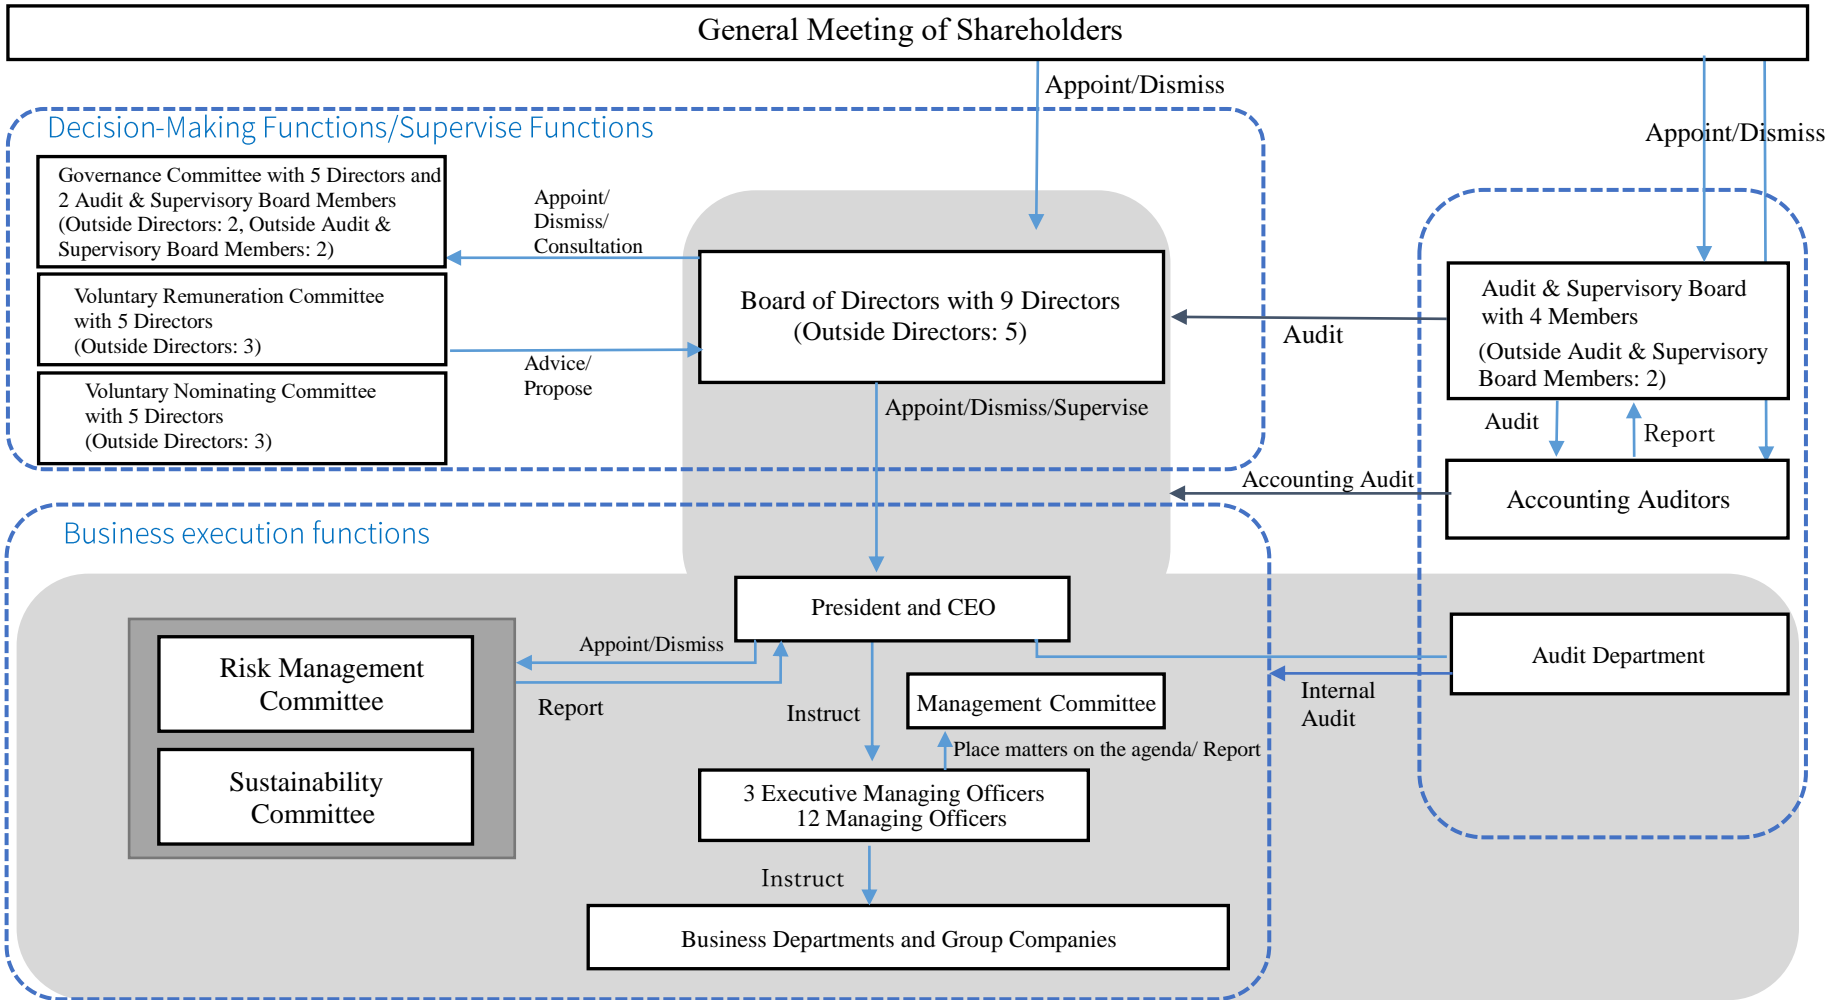 General Meeting of Shareholders
Appoint/Dismiss
Appoint/Dismiss
Decision-Making Functions/Supervise Functions
Governance Committee with 5 Directors and
2 Audit & Supervisory Board Members
(Outside Directors: 2, Outside Audit &
Supervisory Board Members: 2)
Appoint/
Dismiss/
Consultation
Voluntary Remuneration Committee
with 5 Directors
(Outside Directors: 3)
Advice/
Propose
Voluntary Nominating Committee
with 5 Directors
(Outside Directors: 3)
Board of Directors with 9 Directors
(Outside Directors: 5)
Audit
Audit & Supervisory Board
with 4 Members
(Outside Audit & Supervisory
Board Members: 2)
Appoint/Dismiss/Supervise
Audit
Report
Accounting Audit
Accounting Auditors
Business execution functions
President and CEO
Appoint/Dismiss
Report
Risk Management
Committee
Sustainability
Committee
Instruct
Management Committee
Place matters on the agenda/ Report
Internal
Audit
Audit Department
3 Executive Managing Officers
12 Managing Officers
Instruct
Business Departments and Group Companies